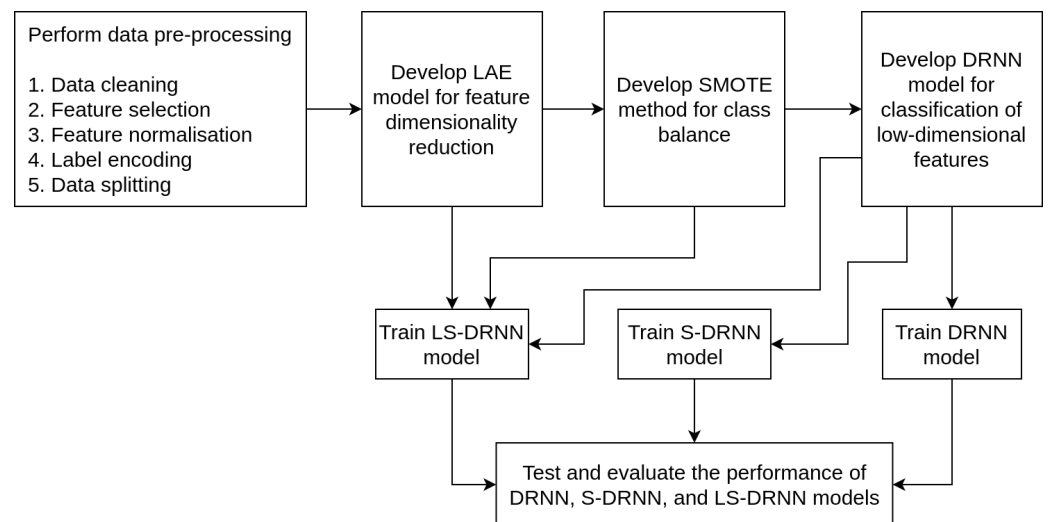 Perform data pre-processing
1. Data cleaning
2. Feature selection
3. Feature normalisation
4. Label encoding
5. Data splitting
Develop LAE
model for feature
dimensionality
reduction
Develop SMOTE
method for class
balance
Develop DRNN
model for
classification of
low-dimensional
features
Train LS-DRNN
model
Train S-DRNN
model
Train DRNN
model
Test and evaluate the performance of
DRNN, S-DRNN, and LS-DRNN models